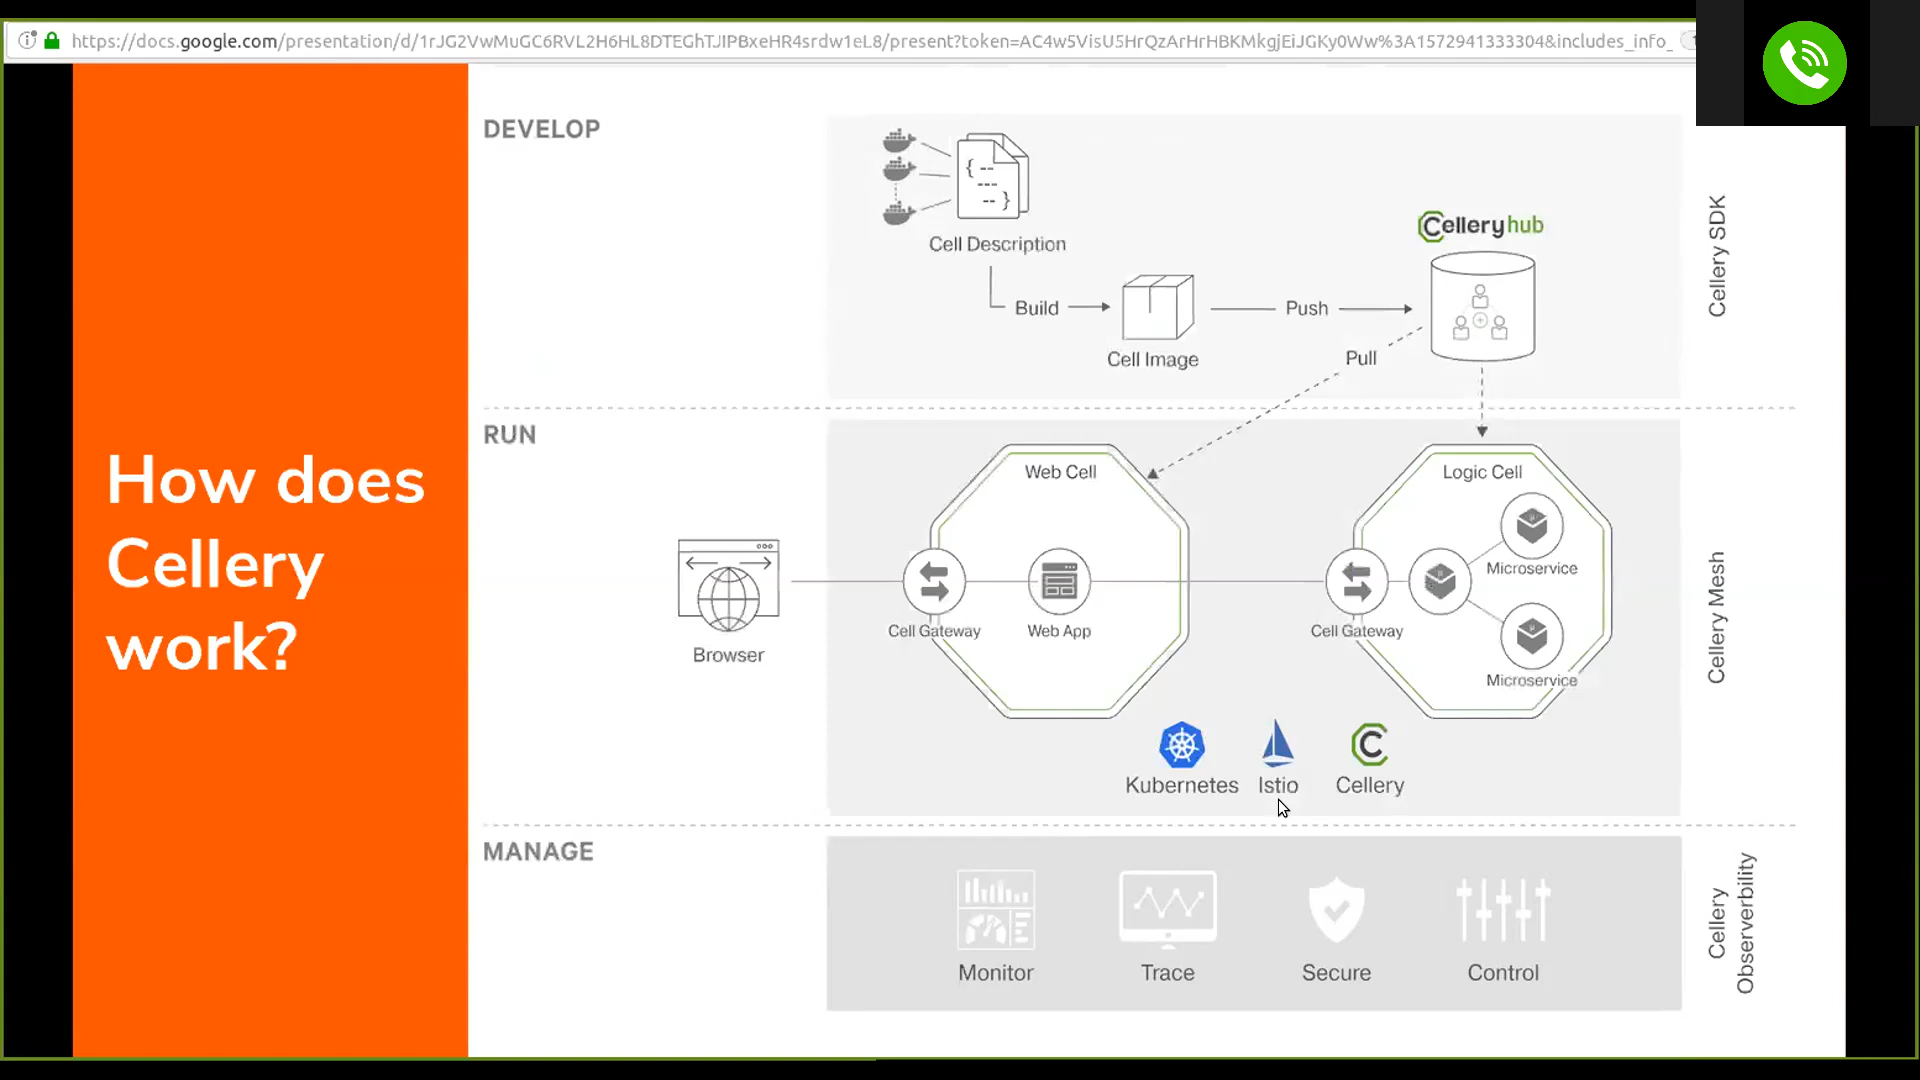 https://docs.google.com/presentation/d/1rJG2VwMuGC6RVL2H6HL8DTEGhTJIPBxeHR4srdw1eL8/present?token=AC4w5VisU5HrQzArHrHBKMkgjEiJGKy0Ww%3A1572941333304&includes_info_
How does
Cellery
work?
DEVELOP
{ --
---
-- }
Cell Description
Build
Cell Image
Push
Pull
Celleryhub
Cellery SDK
RUN
Browser
Web Cell
Cell Gateway
Web App
Logic Cell
Cell Gateway
Microservice
Microservice
Kubernetes
Istio
Cellery
Cellery Mesh
MANAGE
Monitor
Trace
Secure
Control
Cellery
Observerbility